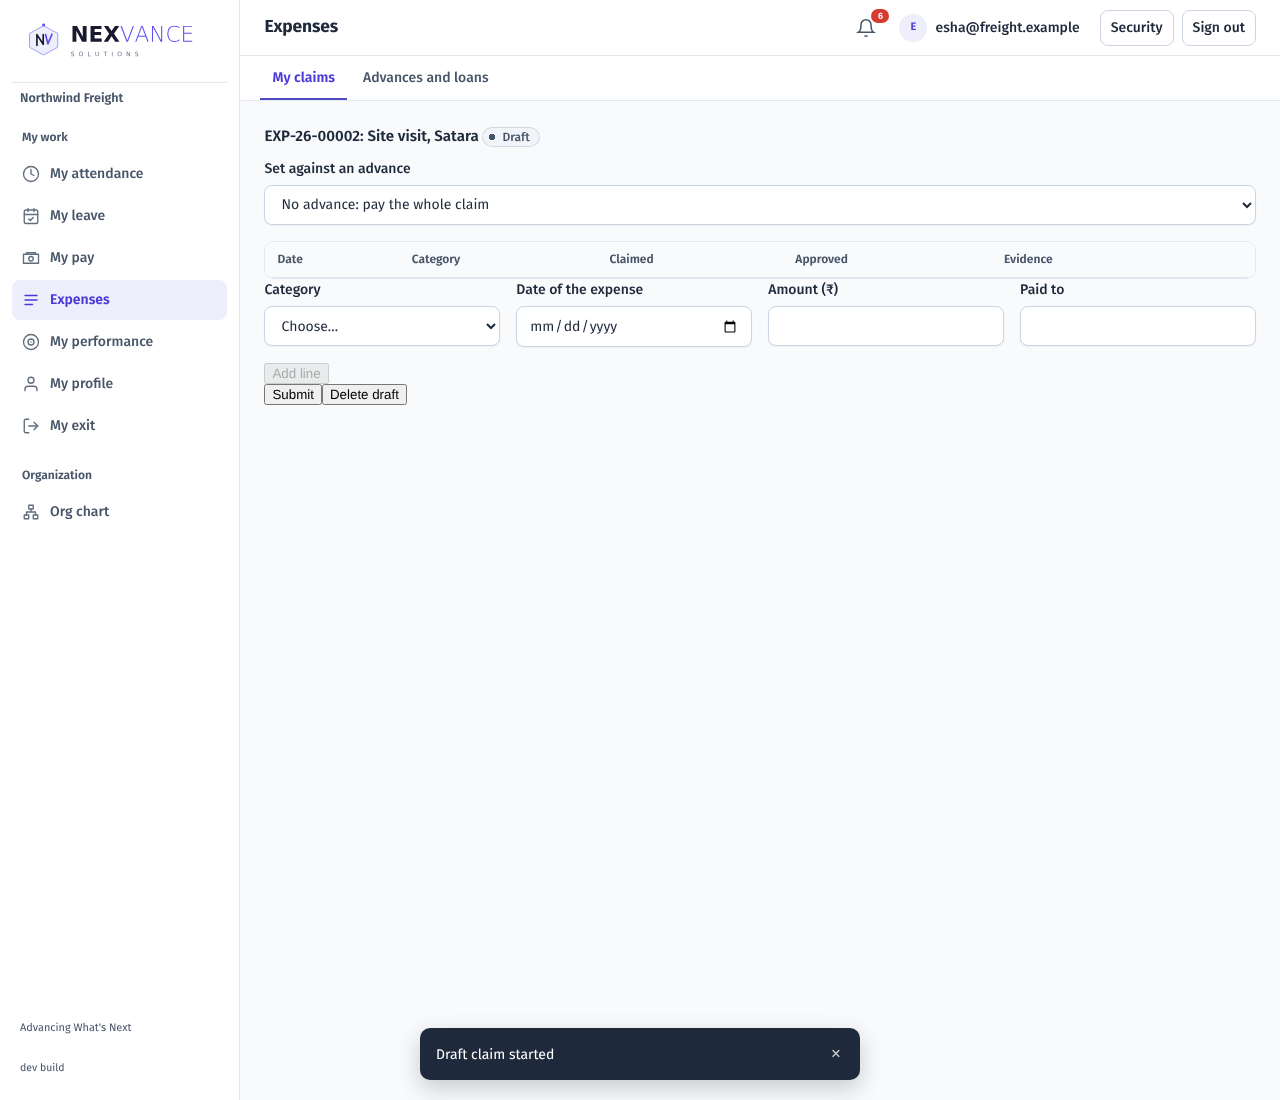 NEXVANCE
SOLUTIONS
Northwind Freight
My work
My attendance
My leave
My pay
Expenses
My performance
My profile
My exit
Organization
Org chart
Advancing What's Next
dev build
Expenses
6
E
esha@freight.example
Security
Sign out
My claims
Advances and loans
EXP-26-00002: Site visit, Satara
Draft
Set against an advance
No advance: pay the whole claim
Date Category Claimed Approved Evidence
Category Date of the expense Amount (₹) Paid to
Choose... mm/dd/yyyy
Add line
Submit Delete draft
Draft claim started ×